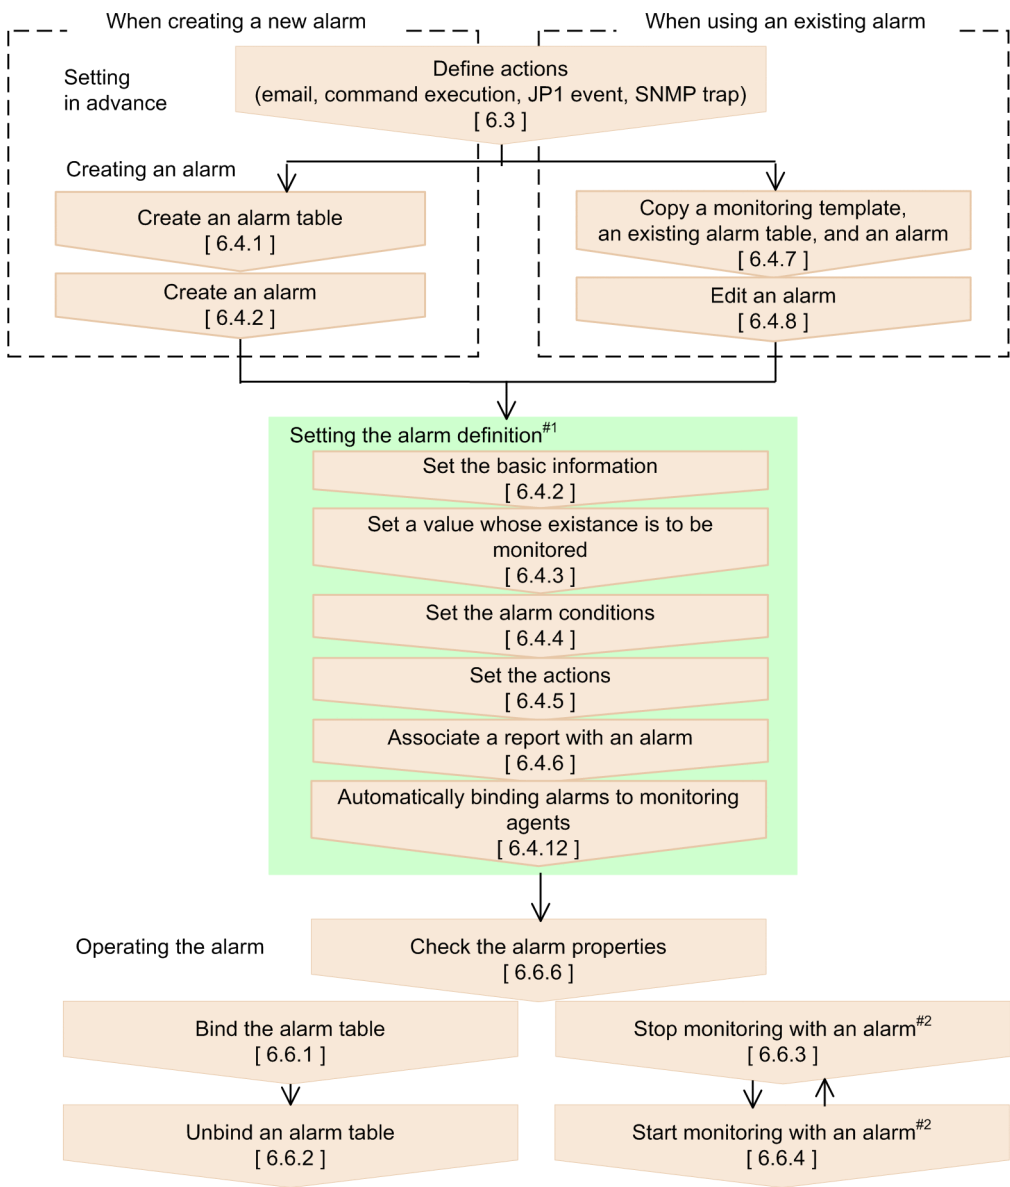 When creating a new alarm
When using an existing alarm
Setting
in advance
Define actions
(email, command execution, JP1 event, SNMP trap)
[ 6.3 ]
Creating an alarm
Create an alarm table
[ 6.4.1 ]
Create an alarm
[ 6.4.2 ]
Copy a monitoring template,
an existing alarm table, and an alarm
[ 6.4.7 ]
Edit an alarm
[ 6.4.8 ]
Setting the alarm definition#1
Set the basic information
[ 6.4.2 ]
Set a value whose existance is to be
monitored
[ 6.4.3 ]
Set the alarm conditions
[ 6.4.4 ]
Set the actions
[ 6.4.5 ]
Associate a report with an alarm
[ 6.4.6 ]
Automatically binding alarms to monitoring
agents
[ 6.4.12 ]
Operating the alarm
Check the alarm properties
[ 6.6.6 ]
Bind the alarm table
[ 6.6.1 ]
Stop monitoring with an alarm#2
[ 6.6.3 ]
Unbind an alarm table
[ 6.6.2 ]
Start monitoring with an alarm#2
[ 6.6.4 ]